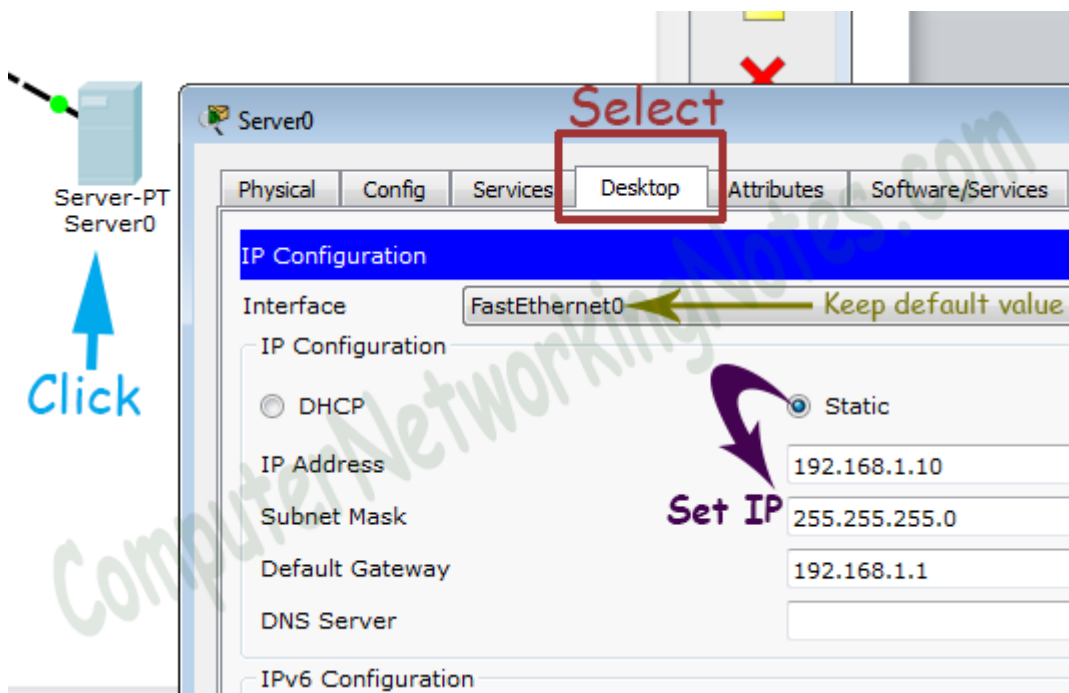 Select
Server0
Physical Config Services Desktop Attributes Software/Services
Server-PT
Server0
IP Configuration
Interface FastEthernet0 Keep default value
IP Configuration
Click
DHCP Static
IP Address 192.168.1.10
Set IP
Subnet Mask 255.255.255.0
Default Gateway 192.168.1.1
DNS Server
IPv6 Configuration
ComputerNetworkingNotes.com